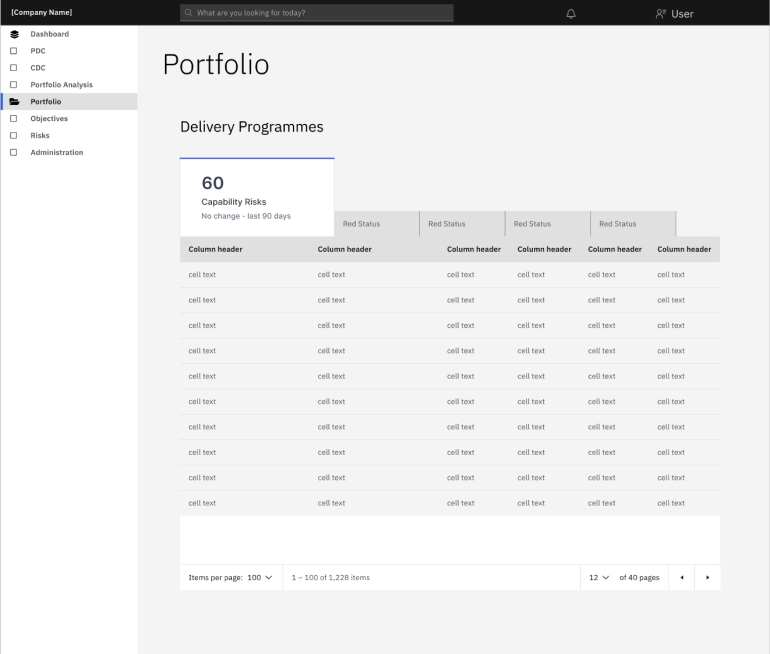 [Company Name]
What are you looking for today?
User
Dashboard
PDC
CDC
Portfolio Analysis
Portfolio
Objectives
Risks
Administration
Portfolio
Delivery Programmes
60
Capability Risks
No change - last 90 days
Red Status Red Status Red Status Red Status
Column header Column header Column header Column header Column header Column header
cell text cell text cell text cell text cell text cell text
cell text cell text cell text cell text cell text cell text
cell text cell text cell text cell text cell text cell text
cell text cell text cell text cell text cell text cell text
cell text cell text cell text cell text cell text cell text
cell text cell text cell text cell text cell text cell text
cell text cell text cell text cell text cell text cell text
cell text cell text cell text cell text cell text cell text
cell text cell text cell text cell text cell text cell text
cell text cell text cell text cell text cell text cell text
Items per page: 100 1 – 100 of 1,228 items 12 of 40 pages